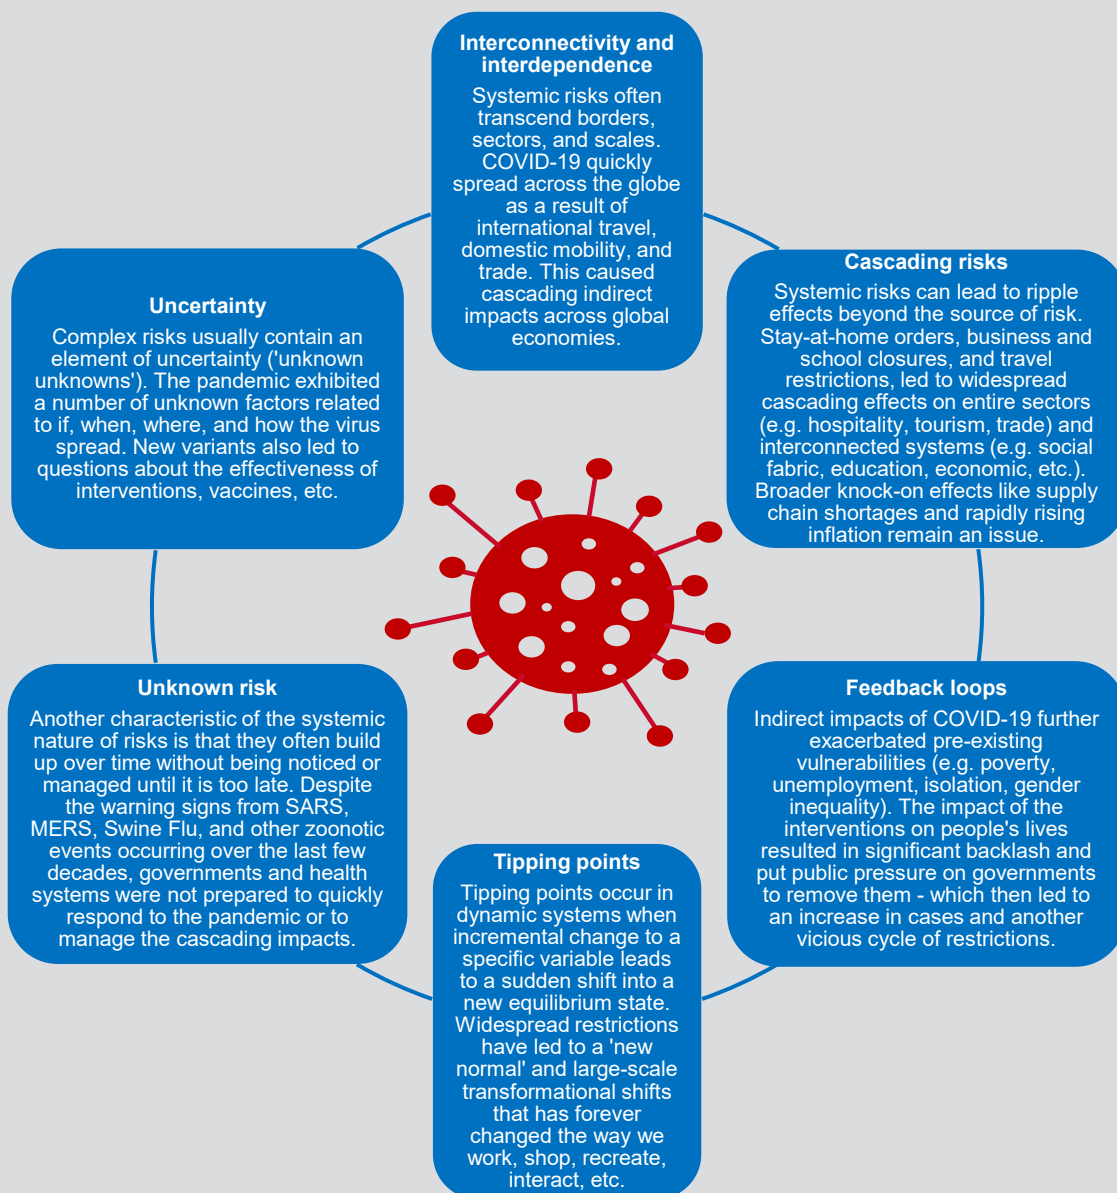 Interconnectivity and
interdependence
Systemic risks often
transcend borders,
sectors, and scales.
COVID-19 quickly
spread across the globe
as a result of
international travel,
domestic mobility, and
trade. This caused
cascading indirect
impacts across global
economies.
Cascading risks
Systemic risks can lead to ripple
effects beyond the source of risk.
Stay-at-home orders, business and
school closures, and travel
restrictions, led to widespread
cascading effects on entire sectors
(e.g. hospitality, tourism, trade) and
interconnected systems (e.g. social
fabric, education, economic, etc.).
Broader knock-on effects like supply
chain shortages and rapidly rising
inflation remain an issue.
Feedback loops
Indirect impacts of COVID-19 further
exacerbated pre-existing
vulnerabilities (e.g. poverty,
unemployment, isolation, gender
inequality). The impact of the
interventions on people's lives
resulted in significant backlash and
put public pressure on governments
to remove them - which then led to
an increase in cases and another
vicious cycle of restrictions.
Tipping points
Tipping points occur in
dynamic systems when
incremental change to a
specific variable leads
to a sudden shift into a
new equilibrium state.
Widespread restrictions
have led to a 'new
normal' and large-scale
transformational shifts
that has forever
changed the way we
work, shop, recreate,
interact, etc.
Unknown risk
Another characteristic of the systemic
nature of risks is that they often build
up over time without being noticed or
managed until it is too late. Despite
the warning signs from SARS,
MERS, Swine Flu, and other zoonotic
events occurring over the last few
decades, governments and health
systems were not prepared to quickly
respond to the pandemic or to
manage the cascading impacts.
Uncertainty
Complex risks usually contain an
element of uncertainty ('unknown
unknowns'). The pandemic exhibited
a number of unknown factors related
to if, when, where, and how the virus
spread. New variants also led to
questions about the effectiveness of
interventions, vaccines, etc.